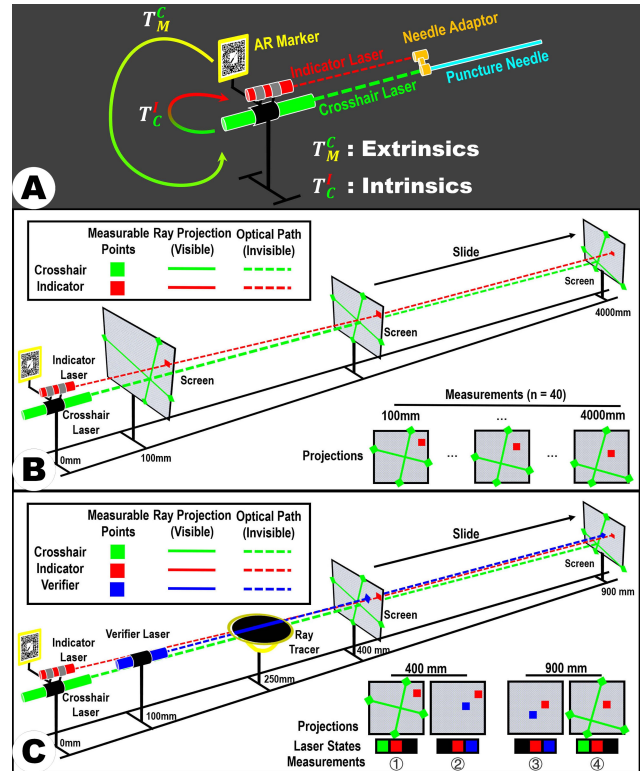 T_M^C
AR Marker
Needle Adaptor
Indicator Laser
Puncture Needle
Crosshair Laser
T_C^I
T_M^C : Extrinsics
T_C^I : Intrinsics
A
Measurable Points
Ray Projection (Visible)
Optical Path (Invisible)
Crosshair
Indicator
Slide
Screen
4000mm
Screen
Indicator Laser
Screen
Crosshair Laser
Measurements (n = 40)
...
100mm
4000mm
Projections
...
...
0mm
100mm
B
Measurable Points
Ray Projection (Visible)
Optical Path (Invisible)
Crosshair
Indicator
Verifier
Slide
Screen
900 mm
Verifier Laser
Screen
Indicator Laser
Ray Tracer
400 mm
Crosshair Laser
250mm
100mm
0mm
400 mm
900 mm
Projections
Laser States
Measurements
①
②
③
④
C